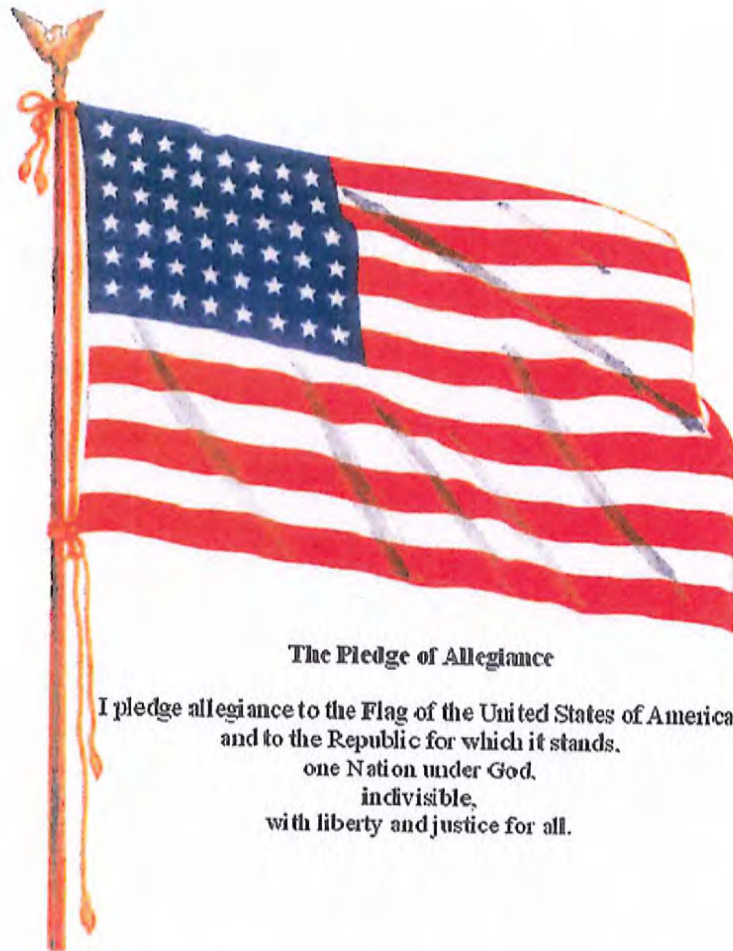 The Pledge of Allegiance
I pledge allegiance to the Flag of the United States of America
and to the Republic for which it stands,
one Nation under God,
indivisible,
with liberty and justice for all.